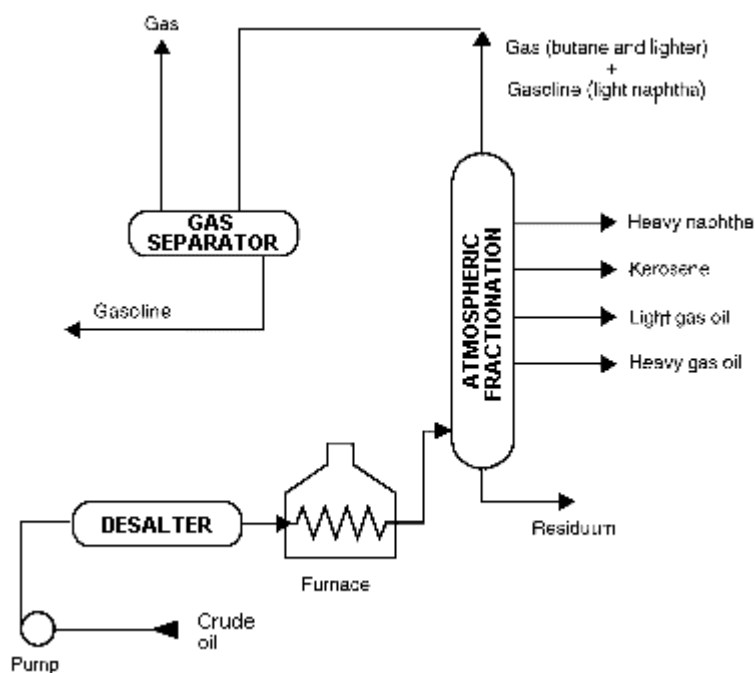 Gas
Gas (butane and lighter)
+
Gasoline (light naphtha)
GAS
SEPARATOR
Heavy naphtha
Kerosene
Light gas oil
Heavy gas oil
ATMOSPHERIC
FRACTIONATION
Gasoline
DESALTER
Furnace
Residuum
Crude
oil
Pump